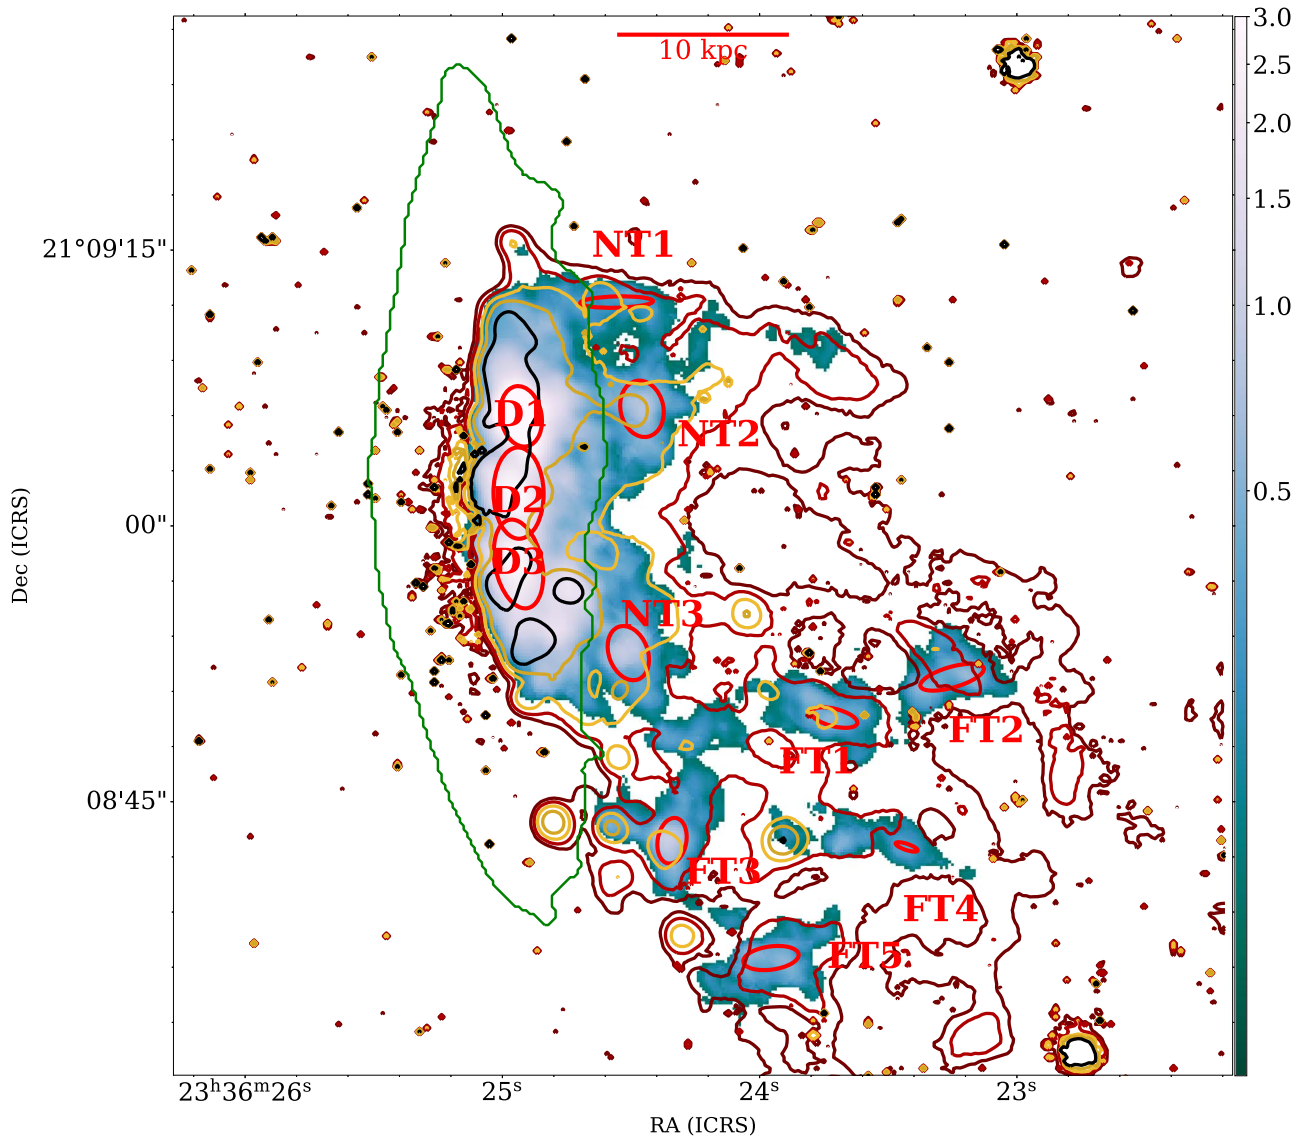 10 kpc
3.0
2.5
2.0
1.5
1.0
0.5
21°09'15"
00"
08'45"
Dec (ICRS)
NT1
D1
NT2
D2
D3
NT3
FT2
FT1
FT3
FT4
FT5
23ʰ36ᵐ26ˢ
25ˢ
24ˢ
23ˢ
RA (ICRS)